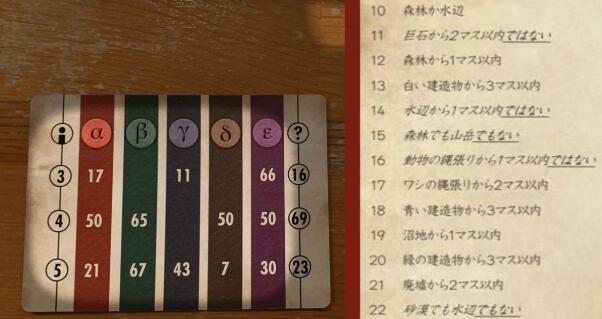 α β γ δ ε ?
3 17 11 66 16
4 50 65 50 50 69
5 21 67 43 7 30 23
10 森林か水辺
11 巨石から2マス以内ではない
12 森林から1マス以内
13 白い建造物から3マス以内
14 水辺から1マス以内ではない
15 森林でも山岳でもない
16 動物の縄張りから1マス以内ではない
17 ワシの縄張りから2マス以内
18 青い建造物から3マス以内
19 沼地から1マス以内
20 緑の建造物から3マス以内
21 廃墟から2マス以内
22 砂漠でも水辺でもない